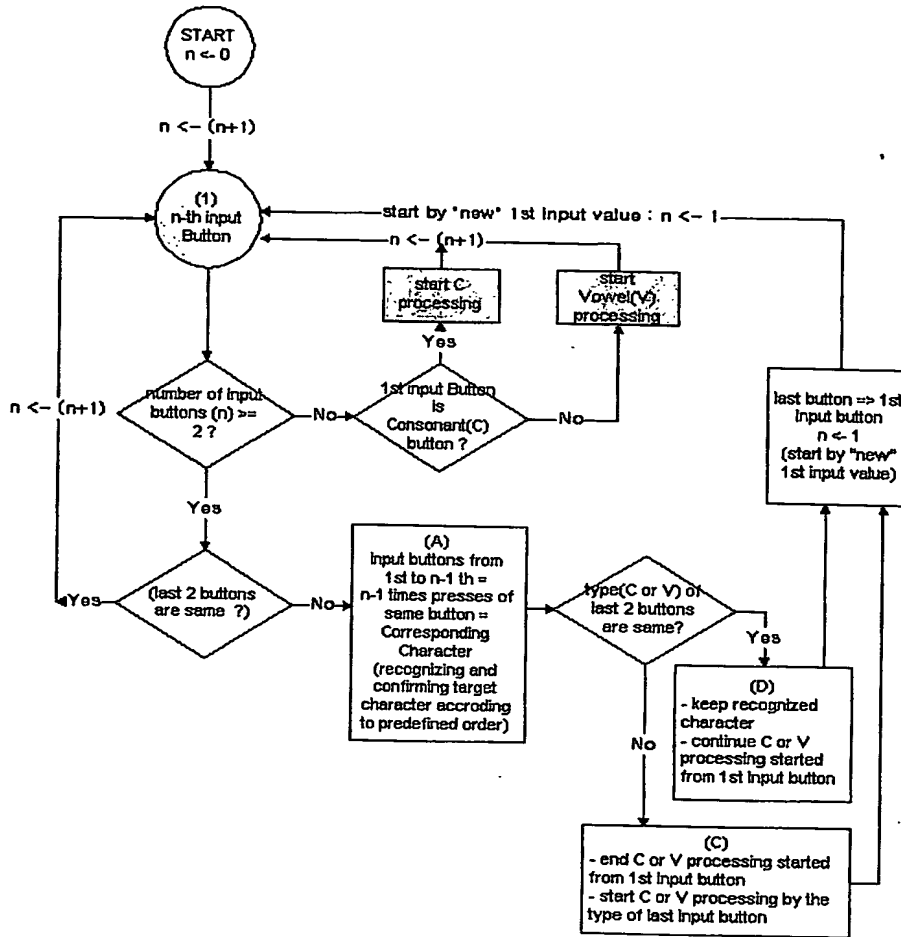 START
n <- 0
n <- (n+1)
(1)
n-th input
Button
start by "new" 1st input value : n <- 1
n <- (n+1)
start C
processing
start
Vowel(V)
processing
Yes
n <- (n+1)
number of input
buttons (n) >=
2 ?
No
1st input Button
is
Consonant(C)
button ?
No
last button => 1st
input button
n <- 1
(start by "new"
1st input value)
Yes
(last 2 buttons
are same ?)
Yes
No
(A)
input buttons from
1st to n-1 th =
n-1 times presses of
same button =
Corresponding
Character
(recognizing and
confirming target
character accroding
to predefined order)
type(C or V) of
last 2 buttons
are same?
Yes
No
(D)
- keep recognized
character
- continue C or V
processing started
from 1st input button
(C)
- end C or V processing started
from 1st input button
- start C or V processing by the
type of last input button